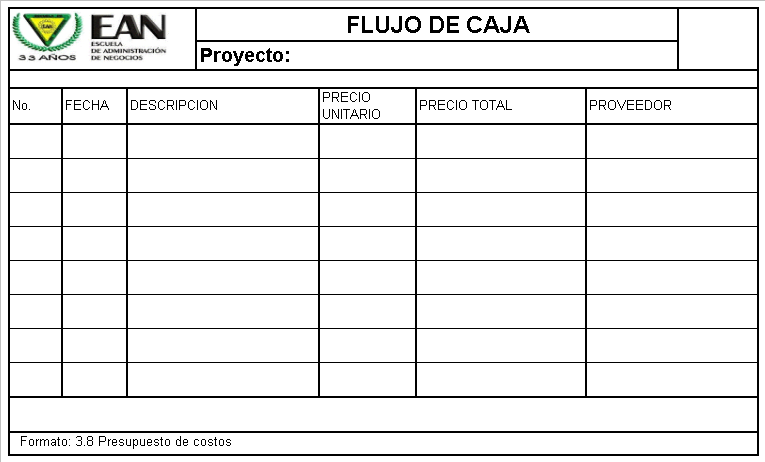 EAN
ESCUELA
DE ADMINISTRACIÓN
DE NEGOCIOS
33 AÑOS
FLUJO DE CAJA
Proyecto:
No.
FECHA
DESCRIPCION
PRECIO
UNITARIO
PRECIO TOTAL
PROVEEDOR
Formato: 3.8 Presupuesto de costos